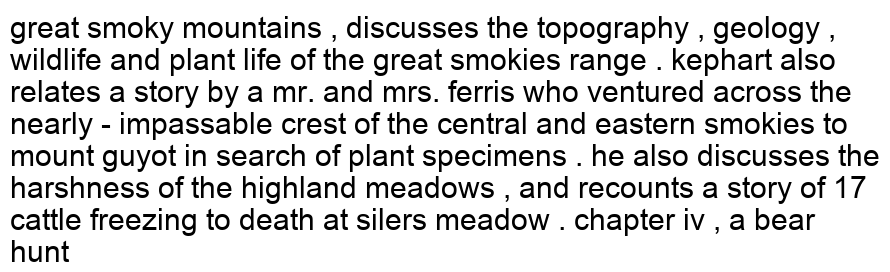 great smoky mountains , discusses the topography , geology ,
wildlife and plant life of the great smokies range . kephart also
relates a story by a mr. and mrs. ferris who ventured across the
nearly - impassable crest of the central and eastern smokies to
mount guyot in search of plant specimens . he also discusses the
harshness of the highland meadows , and recounts a story of 17
cattle freezing to death at silers meadow . chapter iv , a bear
hunt